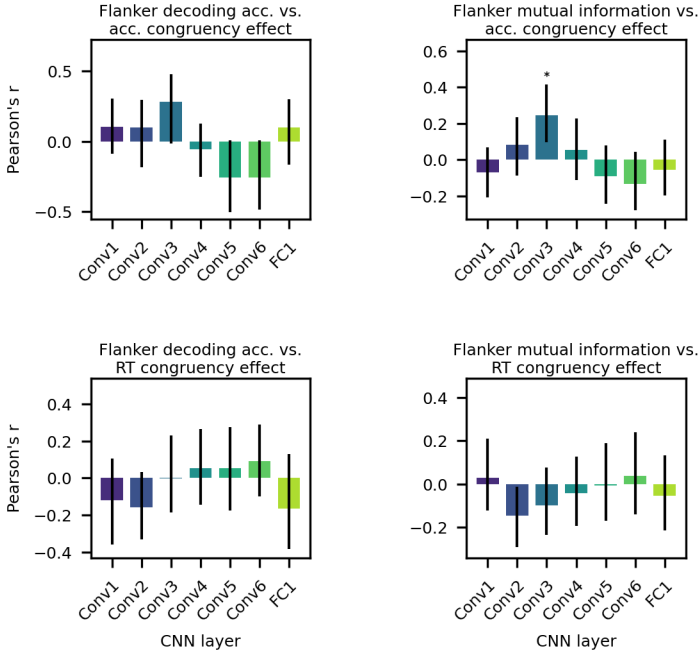 Flanker decoding acc. vs.
acc. congruency effect
Pearson's r
0.5
0.0
−0.5
Conv1
Conv2
Conv3
Conv4
Conv5
Conv6
FC1
Flanker mutual information vs.
acc. congruency effect
0.6
0.4
0.2
0.0
−0.2
*
Conv1
Conv2
Conv3
Conv4
Conv5
Conv6
FC1
Flanker decoding acc. vs.
RT congruency effect
Pearson's r
0.4
0.2
0.0
−0.2
−0.4
Conv1
Conv2
Conv3
Conv4
Conv5
Conv6
FC1
CNN layer
Flanker mutual information vs.
RT congruency effect
0.4
0.2
0.0
−0.2
Conv1
Conv2
Conv3
Conv4
Conv5
Conv6
FC1
CNN layer